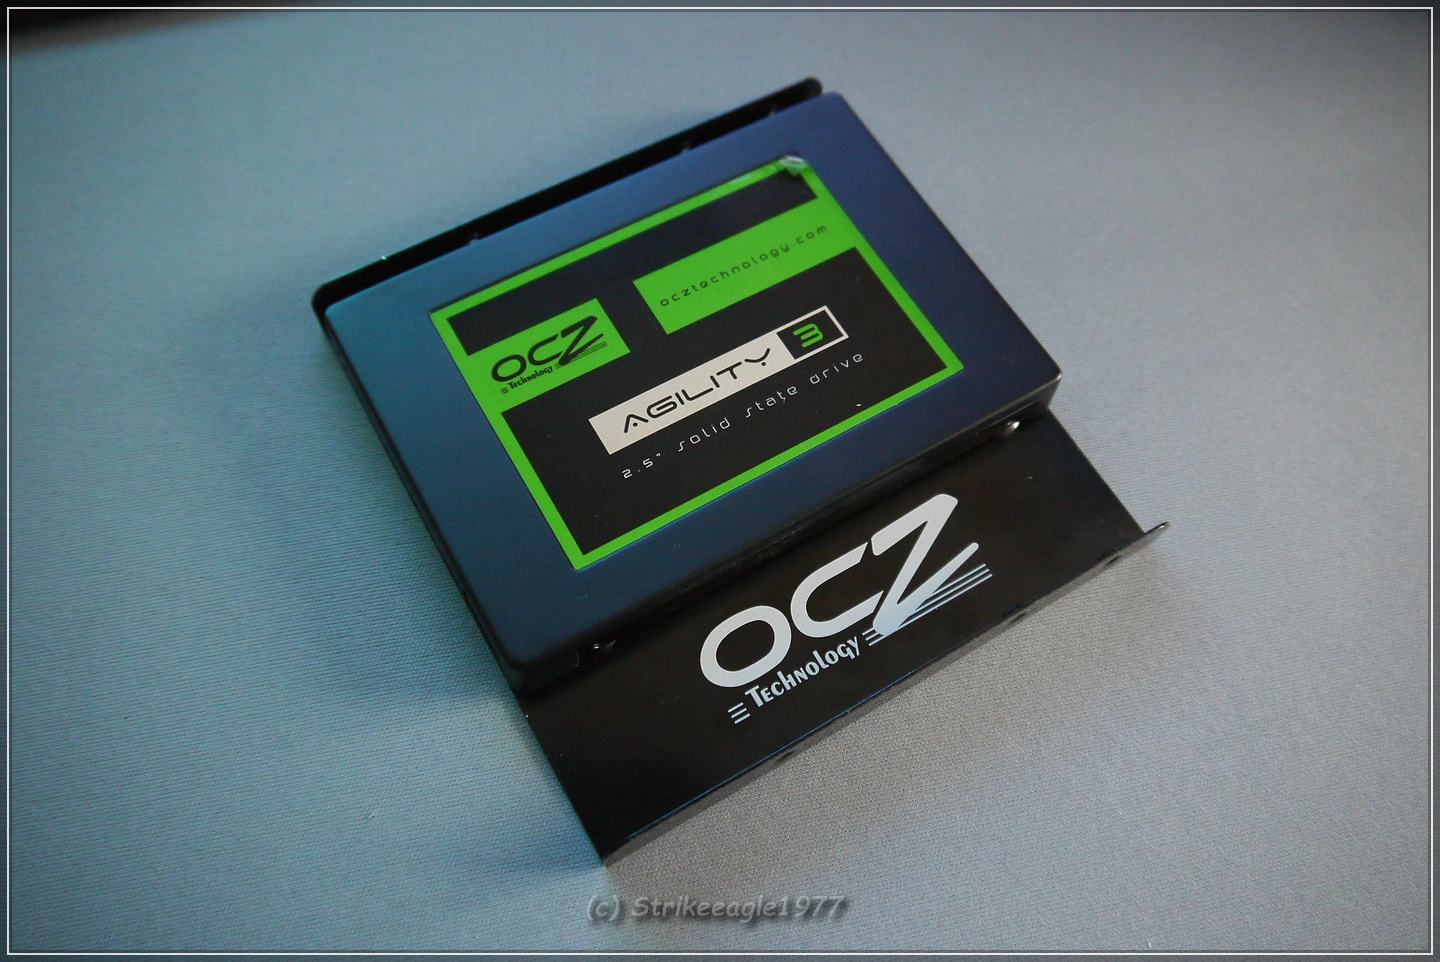 ocztechnology.com
OCZ
Technology
AGILITY 3
2.5" solid state drive
OCZ
Technology
(c) Strikeeagle1977